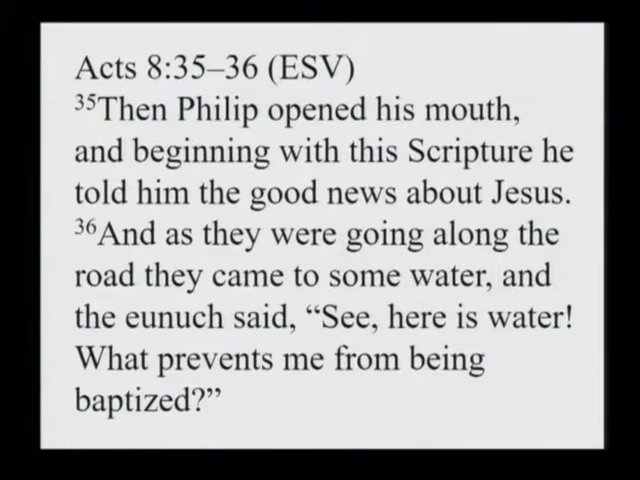 Acts 8:35–36 (ESV)
³⁵Then Philip opened his mouth,
and beginning with this Scripture he
told him the good news about Jesus.
³⁶And as they were going along the
road they came to some water, and
the eunuch said, “See, here is water!
What prevents me from being
baptized?”